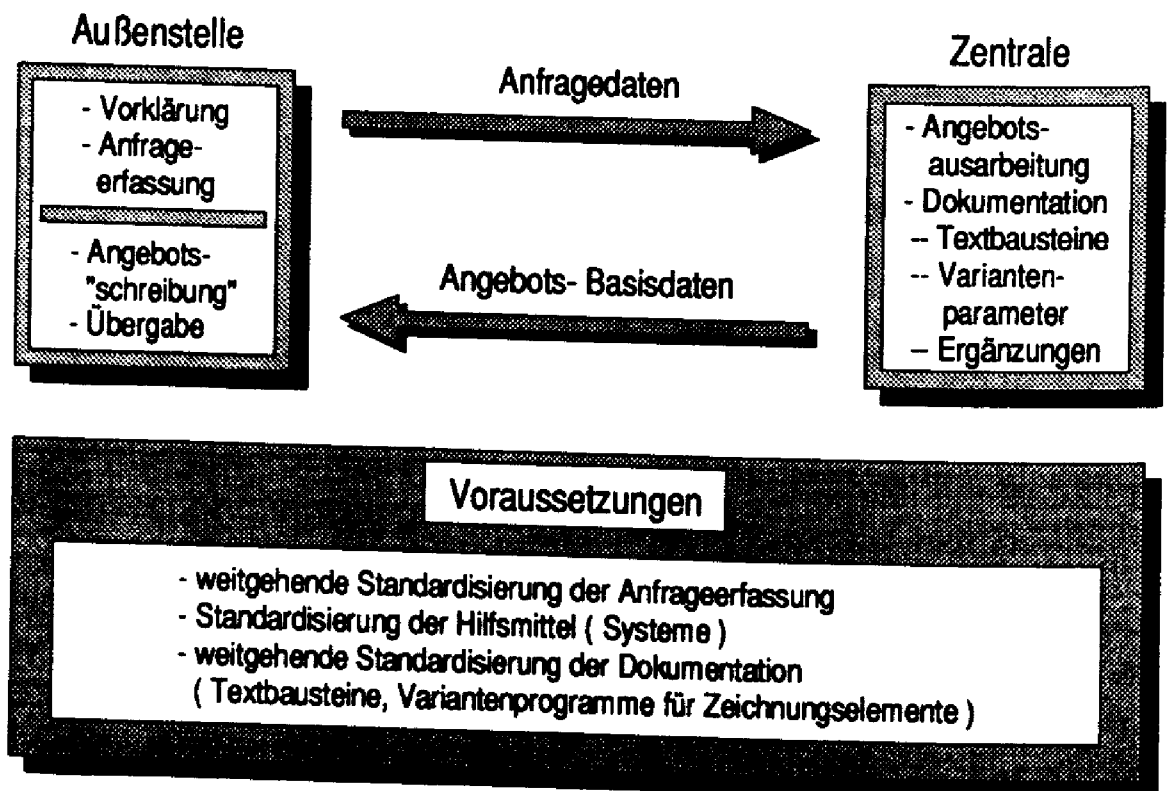 Außenstelle
- Vorklärung
- Anfrage-
erfassung
- Angebots-
"schreibung"
- Übergabe
Anfragedaten
Angebots- Basisdaten
Zentrale
- Angebots-
ausarbeitung
- Dokumentation
-- Textbausteine
-- Varianten-
parameter
-- Ergänzungen
Voraussetzungen
- weitgehende Standardisierung der Anfrageerfassung
- Standardisierung der Hilfsmittel ( Systeme )
- weitgehende Standardisierung der Dokumentation
( Textbausteine, Variantenprogramme für Zeichnungselemente )